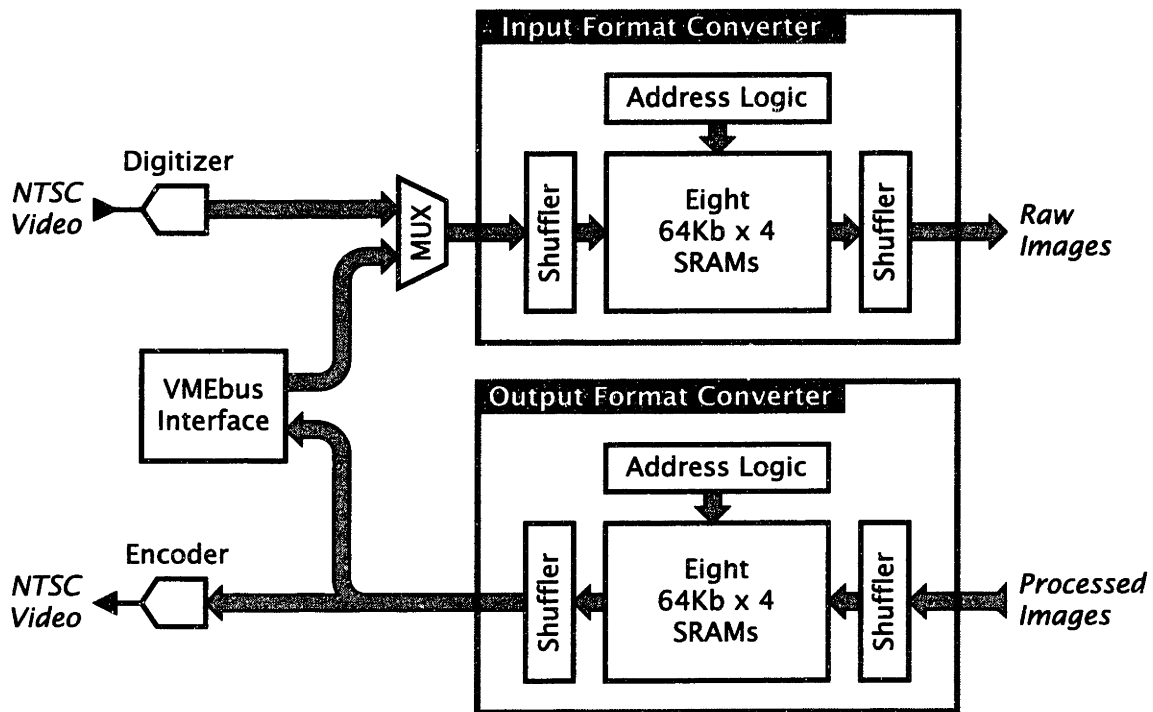 Input Format Converter
Address Logic
Digitizer
NTSC
Video
MUX
Shuffler
Eight
64Kb x 4
SRAMs
Shuffler
Raw
Images
VMEbus
Interface
Output Format Converter
Address Logic
Encoder
NTSC
Video
Shuffler
Eight
64Kb x 4
SRAMs
Shuffler
Processed
Images